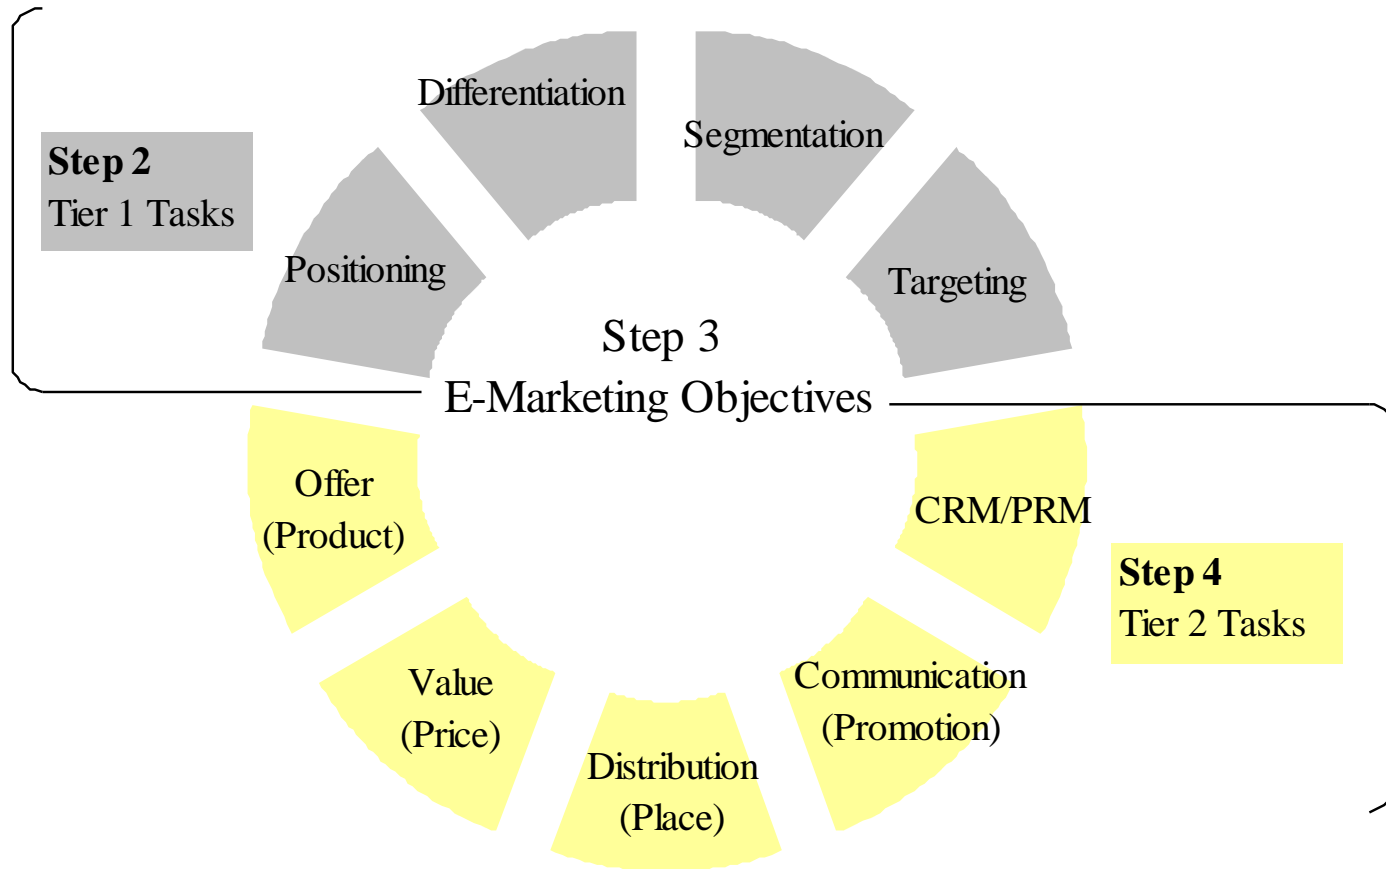 Differentiation
Segmentation
Step 2
Tier 1 Tasks
Positioning
Targeting
Step 3
E-Marketing Objectives
Offer
(Product)
CRM/PRM
Step 4
Tier 2 Tasks
Value
(Price)
Communication
(Promotion)
Distribution
(Place)